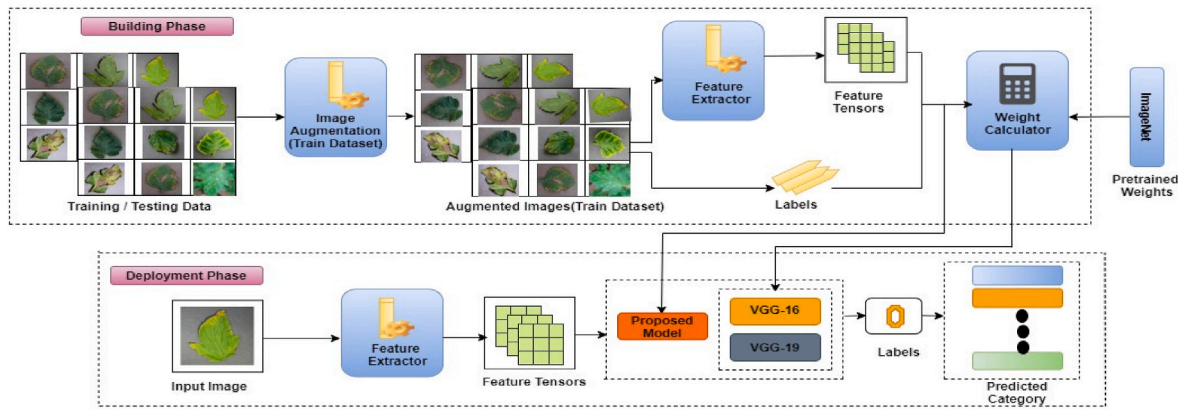 Building Phase
Training / Testing Data
Image
Augmentation
(Train Dataset)
Augmented Images(Train Dataset)
Feature
Extractor
Feature
Tensors
Labels
Weight
Calculator
ImageNet
Pretrained
Weights
Deployment Phase
Input Image
Feature
Extractor
Feature Tensors
Proposed
Model
VGG-16
VGG-19
Labels
Predicted
Category